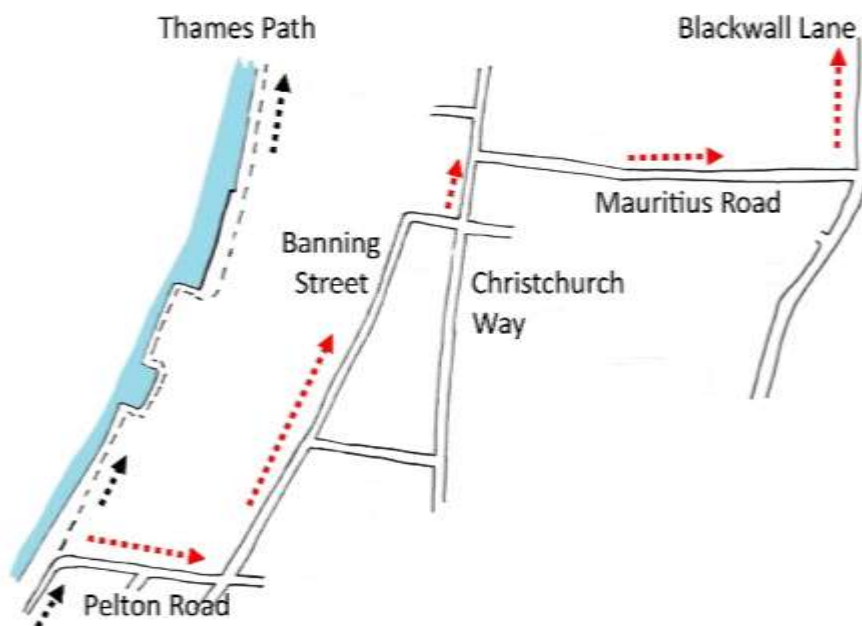 Thames Path
Blackwall Lane
Mauritius Road
Banning
Street
Christchurch
Way
Pelton Road